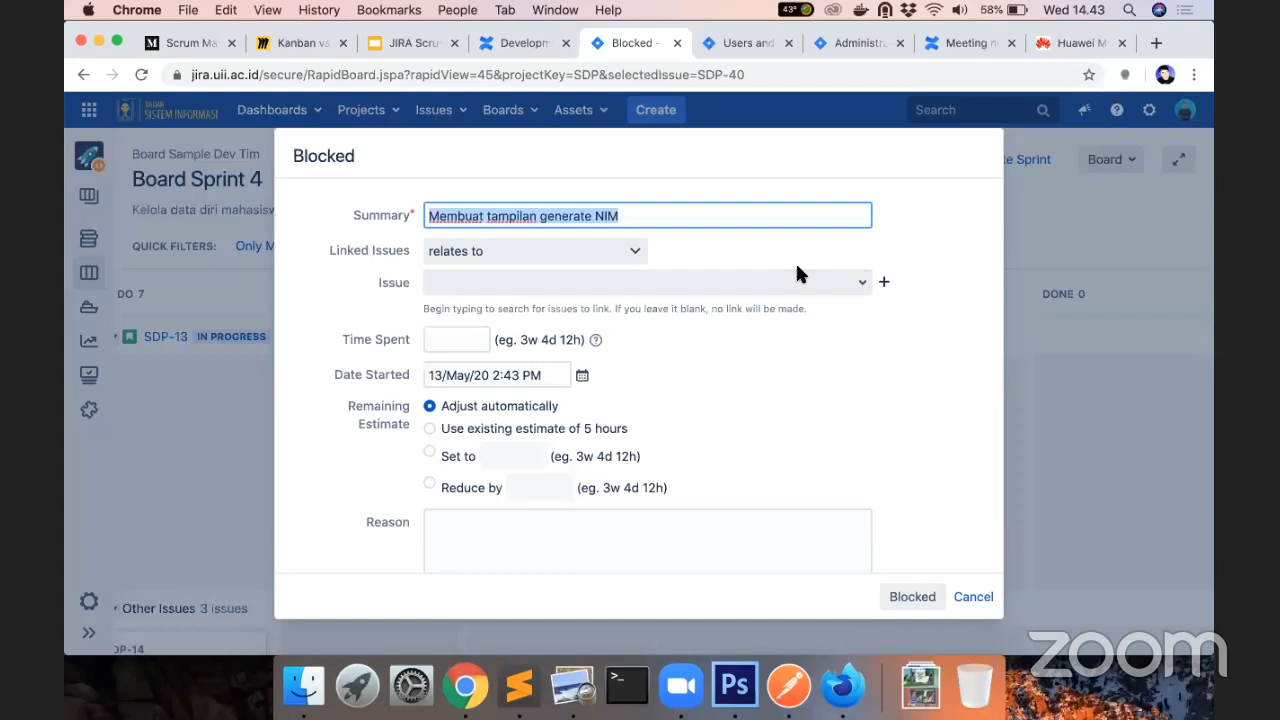 Chrome File Edit View History Bookmarks People Tab Window Help 43° 58% Wed 14.43
Scrum Ma Kanban vs JIRA Scru Developm Blocked - Users and Administra Meeting n Huawei M
jira.uii.ac.id/secure/RapidBoard.jspa?rapidView=45&projectKey=SDP&selectedIssue=SDP-40
BADAN
SISTEM INFORMASI
Dashboards Projects Issues Boards Assets Create Search
Board Sample Dev Tim
Board Sprint 4
e Sprint Board
Kelola data diri mahasisw
QUICK FILTERS: Only M
DO 7
DONE 0
SDP-13 IN PROGRESS
Other Issues 3 issues
DP-14
Blocked
Summary* Membuat tampilan generate NIM
Linked Issues relates to
Issue
Begin typing to search for issues to link. If you leave it blank, no link will be made.
Time Spent (eg. 3w 4d 12h)
Date Started 13/May/20 2:43 PM
Remaining Estimate
Adjust automatically
Use existing estimate of 5 hours
Set to (eg. 3w 4d 12h)
Reduce by (eg. 3w 4d 12h)
Reason
Blocked Cancel
Ps
zoom